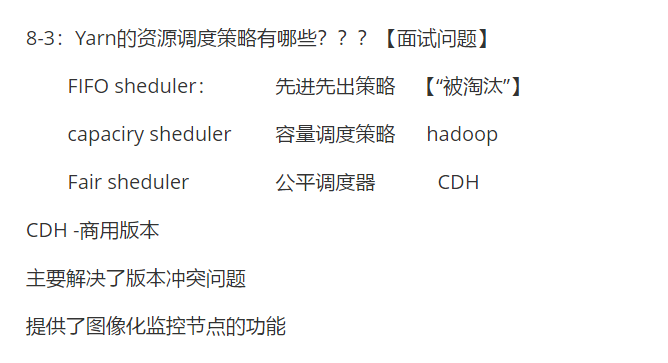 8-3：Yarn的资源调度策略有哪些？？？【面试问题】
FIFO sheduler： 先进先出策略 【“被淘汰”】
capaciry sheduler 容量调度策略 hadoop
Fair sheduler 公平调度器 CDH
CDH -商用版本
主要解决了版本冲突问题
提供了图像化监控节点的功能